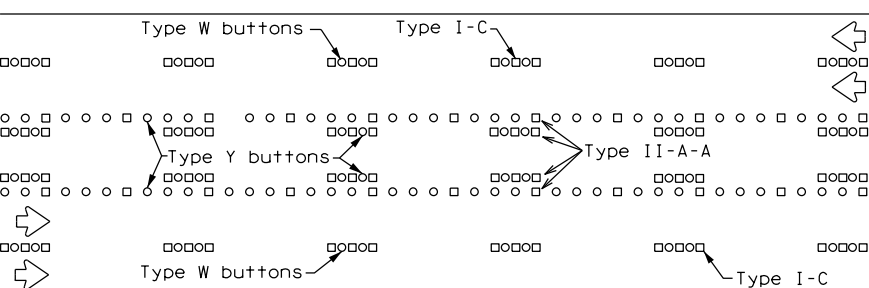 Type W buttons
Type I-C
Type Y buttons
Type II-A-A
Type W buttons
Type I-C